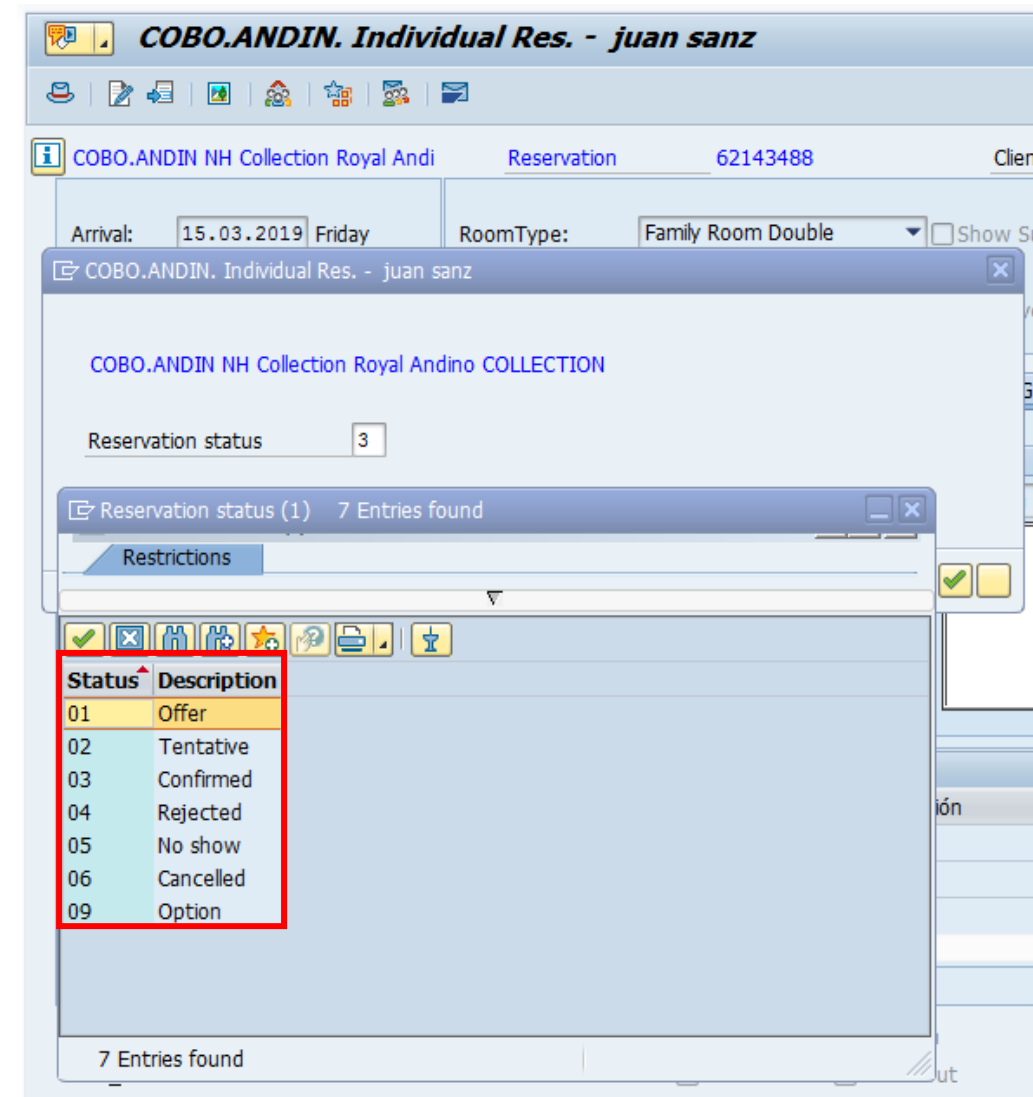 COBO.ANDIN. Individual Res. - juan sanz
COBO.ANDIN NH Collection Royal Andi Reservation 62143488
Arrival: 15.03.2019 Friday RoomType: Family Room Double Show
COBO.ANDIN. Individual Res. - juan sanz
COBO.ANDIN NH Collection Royal Andino COLLECTION
Reservation status 3
Reservation status (1) 7 Entries found
Restrictions
Status Description
01 Offer
02 Tentative
03 Confirmed
04 Rejected
05 No show
06 Cancelled
09 Option
ión
7 Entries found
ut